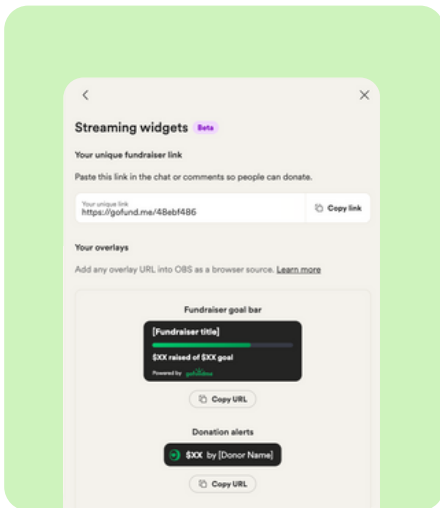 Streaming widgets Beta
Your unique fundraiser link
Paste this link in the chat or comments so people can donate.
Your unique link
https://gofund.me/48ebf486
Copy link
Your overlays
Add any overlay URL into OBS as a browser source. Learn more
Fundraiser goal bar
[Fundraiser title]
$XX raised of $XX goal
Powered by gofundme
Copy URL
Donation alerts
$XX by [Donor Name]
Copy URL